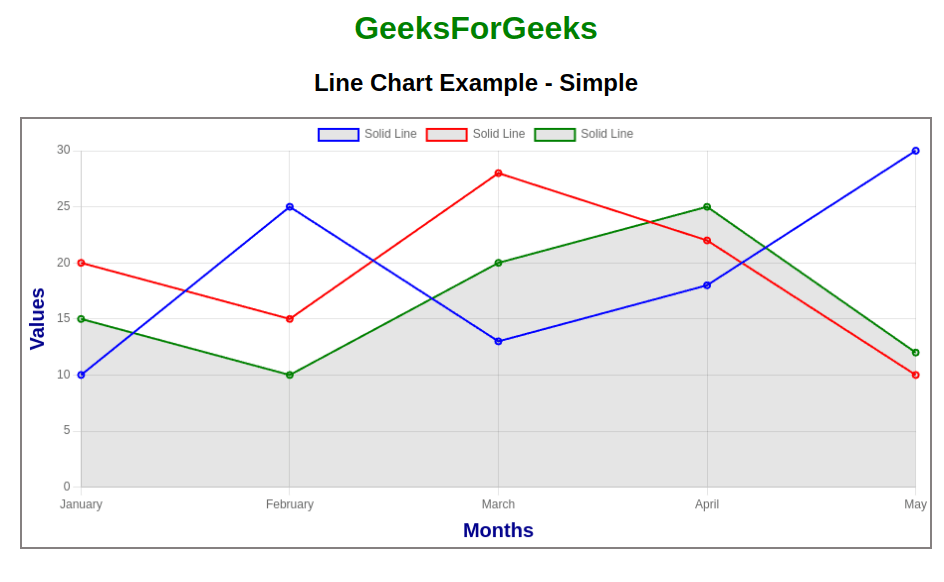 GeeksForGeeks
Line Chart Example - Simple
Solid Line Solid Line Solid Line
30
25
20
15
10
5
0
Values
January February March April May
Months